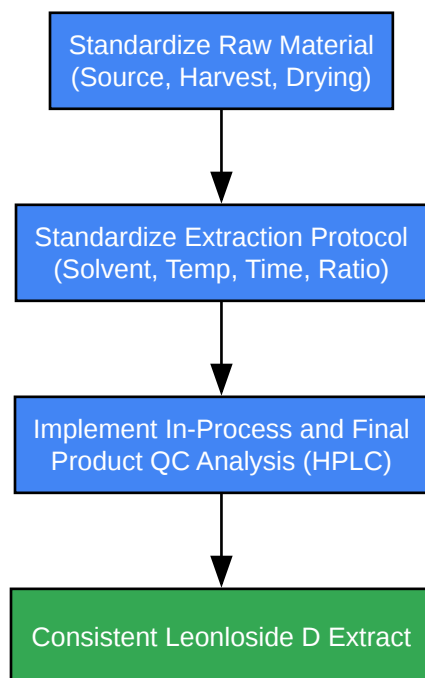 Standardize Raw Material
(Source, Harvest, Drying)
Standardize Extraction Protocol
(Solvent, Temp, Time, Ratio)
Implement In-Process and Final
Product QC Analysis (HPLC)
Consistent Leonloside D Extract